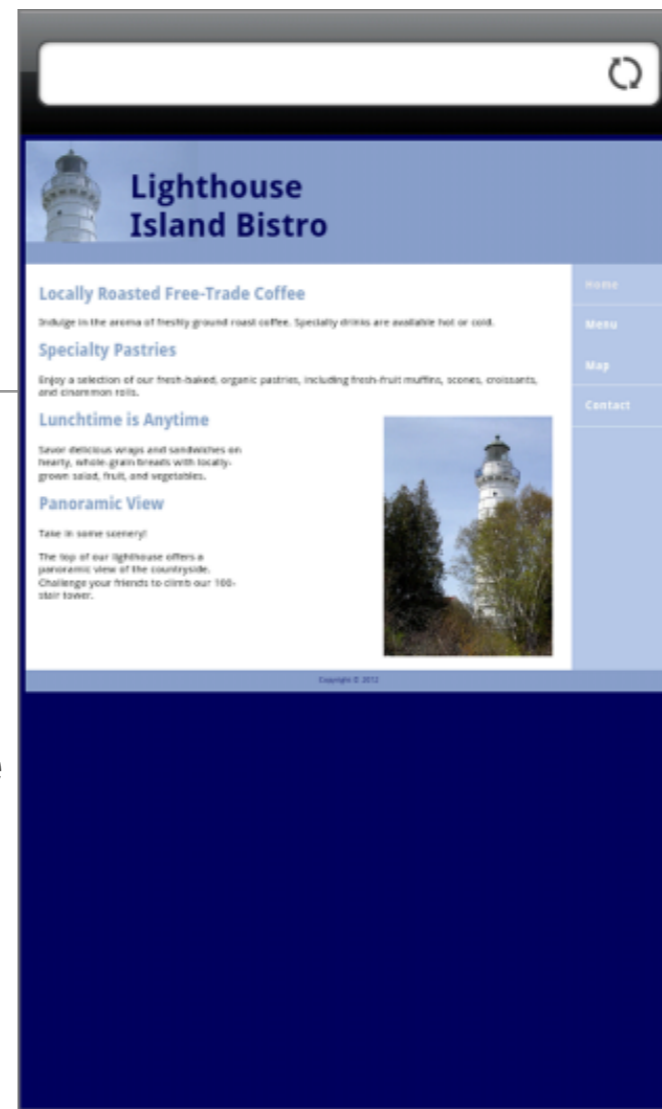 Lighthouse
Island Bistro
Locally Roasted Free-Trade Coffee
Indulge in the aroma of freshly ground roast coffee. Specialty drinks are available hot or cold.
Specialty Pastries
Enjoy a selection of our fresh-baked, organic pastries, including fresh-fruit muffins, scones, croissants,
and cinammon rolls.
Lunchtime is Anytime
Savor delicious wraps and sandwiches on
hearty, whole-grain breads with locally-
grown salad, fruit, and vegetables.
Panoramic View
Take in some scenery!
The top of our lighthouse offers a
panoramic view of the countryside.
Challenge your friends to climb our 100-
stair tower.
Home
Menu
Map
Contact
Copyright © 2012
e